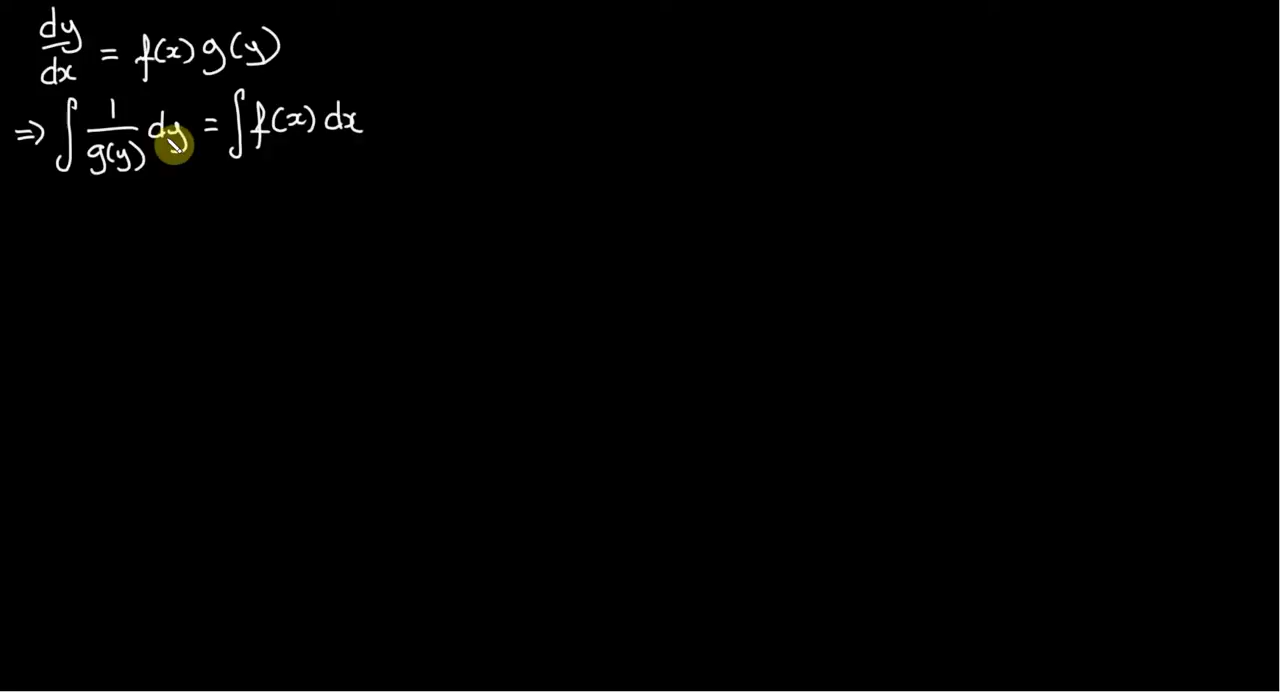 dy/dx = f(x) g(y)
⇒ ∫ 1/g(y) dy = ∫ f(x) dx